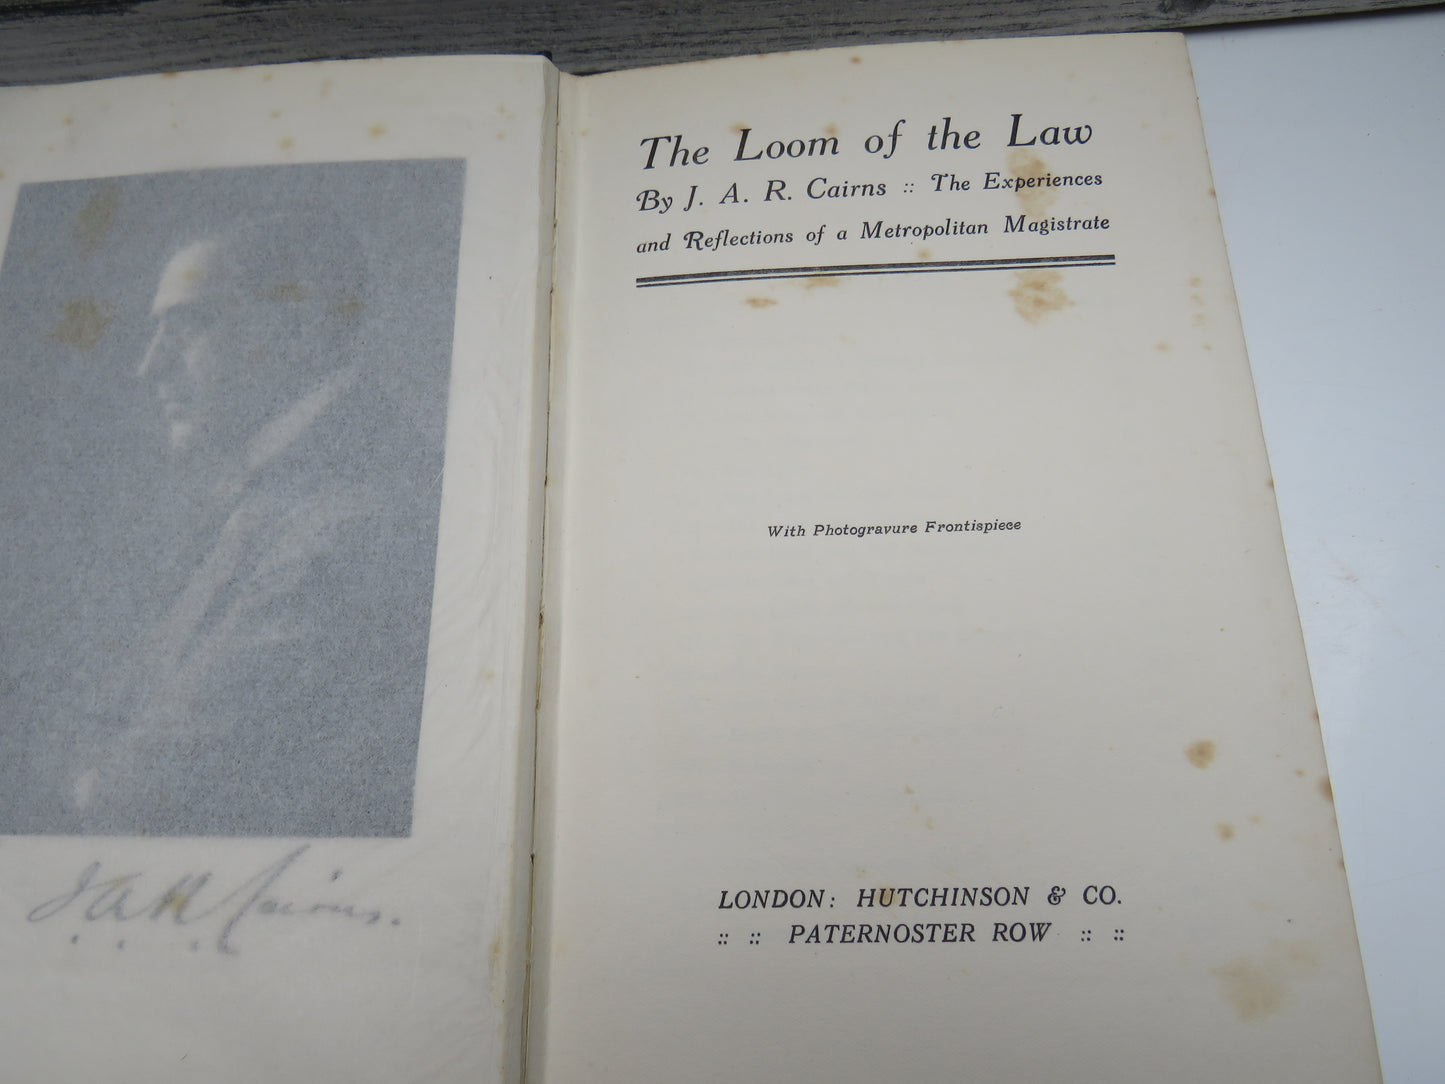 J A R Cairns.
The Loom of the Law
By J. A. R. Cairns :: The Experiences
and Reflections of a Metropolitan Magistrate
With Photogravure Frontispiece
LONDON: HUTCHINSON & CO.
:: :: PATERNOSTER ROW :: ::